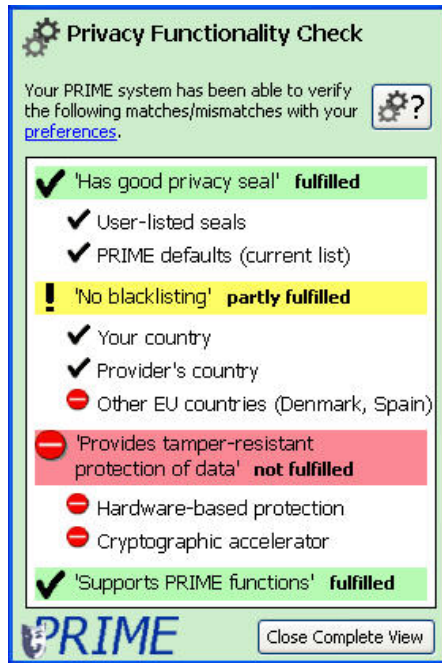 Privacy Functionality Check
Your PRIME system has been able to verify
the following matches/mismatches with your
preferences.
?
'Has good privacy seal' fulfilled
User-listed seals
PRIME defaults (current list)
'No blacklisting' partly fulfilled
Your country
Provider's country
Other EU countries (Denmark, Spain)
'Provides tamper-resistant
protection of data' not fulfilled
Hardware-based protection
Cryptographic accelerator
'Supports PRIME functions' fulfilled
PRIME
Close Complete View